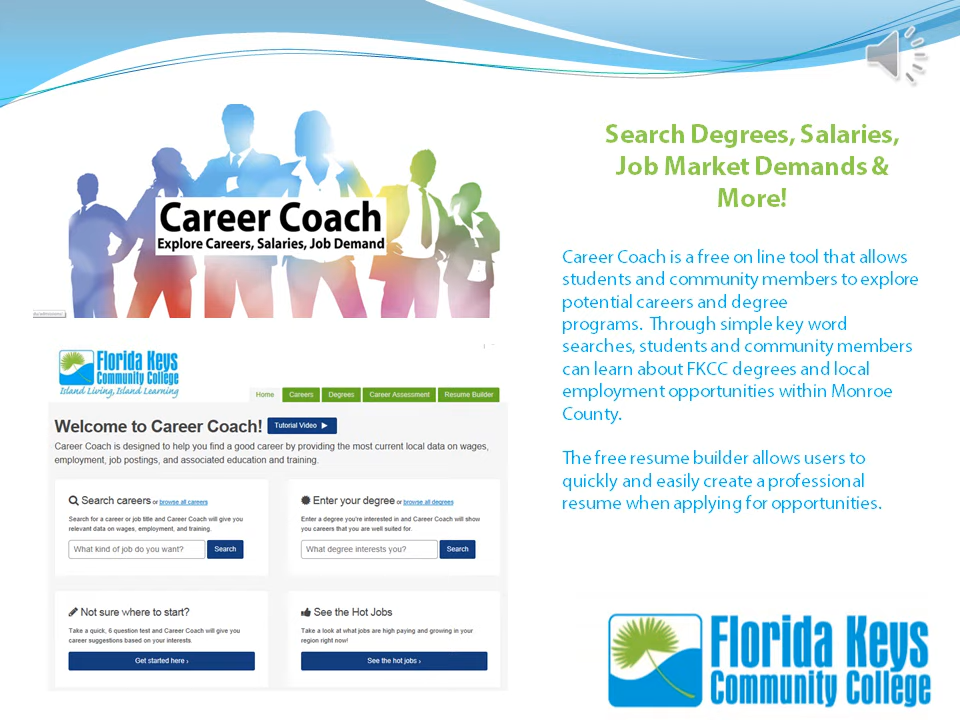 Career Coach
Explore Careers, Salaries, Job Demand
Florida Keys
Community College
Island Living, Island Learning
Home
Careers
Degrees
Career Assessment
Resume Builder
Welcome to Career Coach!
Tutorial Video
Career Coach is designed to help you find a good career by providing the most current local data on wages,
employment, job postings, and associated education and training.
Search careers or browse all careers
Search for a career or job title and Career Coach will give you
relevant data on wages, employment, and training.
What kind of job do you want?
Search
Enter your degree or browse all degrees
Enter a degree you're interested in and Career Coach will show
you careers that you are well suited for.
What degree interests you?
Search
Not sure where to start?
Take a quick, 6 question test and Career Coach will give you
career suggestions based on your interests.
Get started here ›
See the Hot Jobs
Take a look at what jobs are high paying and growing in your
region right now!
See the hot jobs ›
Search Degrees, Salaries,
Job Market Demands &
More!
Career Coach is a free on line tool that allows
students and community members to explore
potential careers and degree
programs.  Through simple key word
searches, students and community members
can learn about FKCC degrees and local
employment opportunities within Monroe
County.
The free resume builder allows users to
quickly and easily create a professional
resume when applying for opportunities.
Florida Keys
Community College